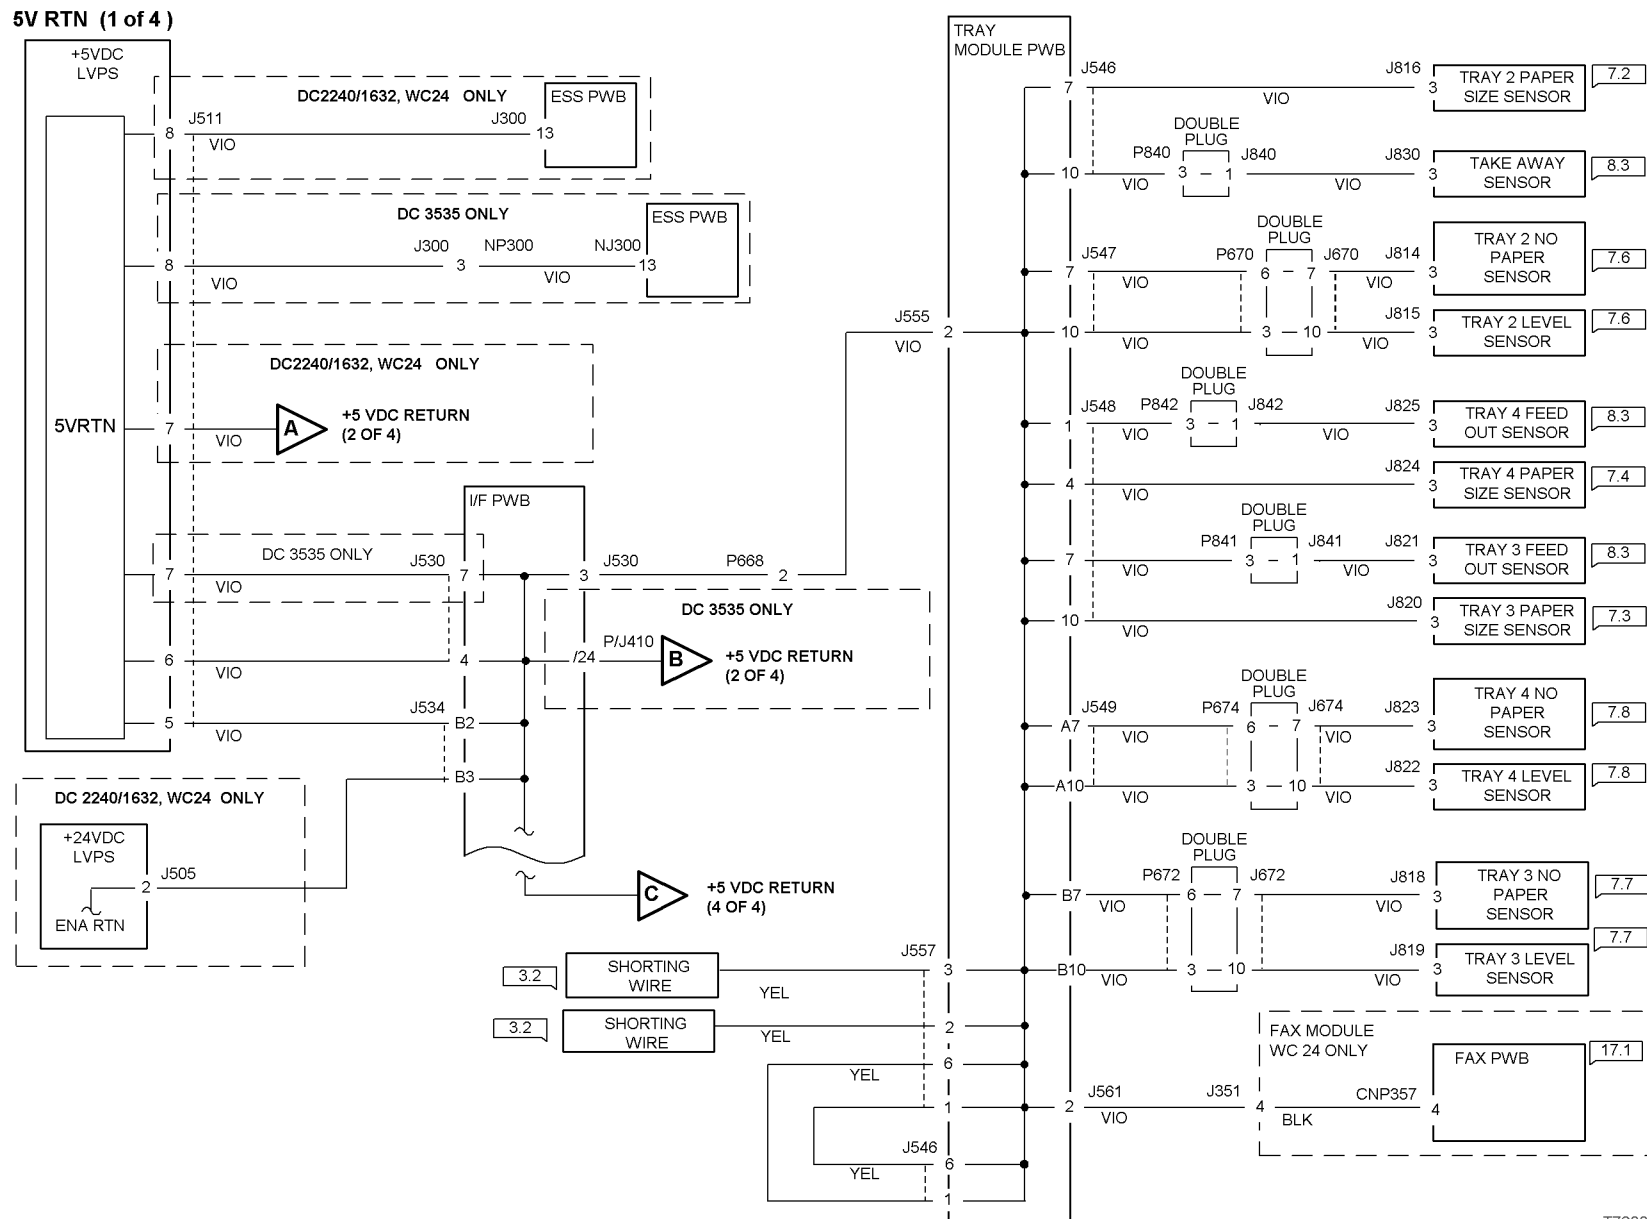 5V RTN (1 of 4 )
+5VDC
LVPS
5VRTN
DC2240/1632, WC24 ONLY
ESS PWB
8
J511
VIO
J300
13
DC 3535 ONLY
ESS PWB
8
VIO
J300
3
NP300
VIO
NJ300
13
DC2240/1632, WC24 ONLY
7
VIO
A
+5 VDC RETURN
(2 OF 4)
I/F PWB
DC 3535 ONLY
7
VIO
J530
7
3
J530
P668
2
DC 3535 ONLY
6
VIO
4
/24
P/J410
B
+5 VDC RETURN
(2 OF 4)
5
VIO
J534
B2
B3
DC 2240/1632, WC24 ONLY
+24VDC
LVPS
2
J505
ENA RTN
C
+5 VDC RETURN
(4 OF 4)
3.2
SHORTING
WIRE
YEL
J557
3
3.2
SHORTING
WIRE
YEL
2
YEL
6
1
J546
YEL
6
1
TRAY
MODULE PWB
J555
VIO
2
7
J546
VIO
J816
3
TRAY 2 PAPER
SIZE SENSOR
7.2
10
VIO
P840
DOUBLE
PLUG
3 - 1
J840
VIO
J830
3
TAKE AWAY
SENSOR
8.3
7
J547
VIO
P670
DOUBLE
PLUG
6 - 7
J670
VIO
J814
3
TRAY 2 NO
PAPER
SENSOR
7.6
10
VIO
3 - 10
VIO
J815
3
TRAY 2 LEVEL
SENSOR
7.6
1
J548
VIO
P842
DOUBLE
PLUG
3 - 1
J842
VIO
J825
3
TRAY 4 FEED
OUT SENSOR
8.3
4
VIO
J824
3
TRAY 4 PAPER
SIZE SENSOR
7.4
7
VIO
P841
DOUBLE
PLUG
3 - 1
J841
VIO
J821
3
TRAY 3 FEED
OUT SENSOR
8.3
10
VIO
J820
3
TRAY 3 PAPER
SIZE SENSOR
7.3
A7
J549
VIO
P674
DOUBLE
PLUG
6 - 7
J674
VIO
J823
3
TRAY 4 NO
PAPER
SENSOR
7.8
A10
VIO
3 - 10
VIO
J822
3
TRAY 4 LEVEL
SENSOR
7.8
B7
VIO
P672
DOUBLE
PLUG
6 - 7
J672
VIO
J818
3
TRAY 3 NO
PAPER
SENSOR
7.7
B10
VIO
3 - 10
VIO
J819
3
TRAY 3 LEVEL
SENSOR
7.7
2
J561
VIO
J351
4
FAX MODULE
WC 24 ONLY
BLK
CNP357
4
FAX PWB
17.1